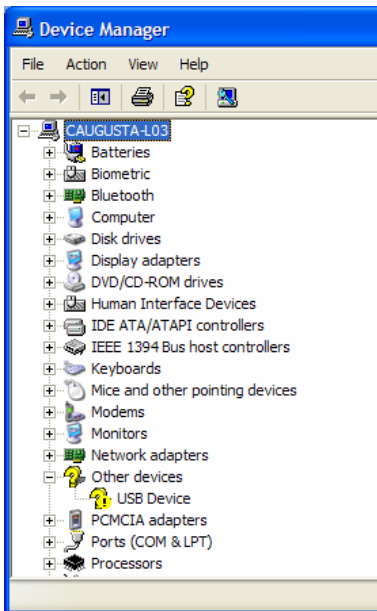 Device Manager
File Action View Help
CAUGUSTA-L03
Batteries
Biometric
Bluetooth
Computer
Disk drives
Display adapters
DVD/CD-ROM drives
Human Interface Devices
IDE ATA/ATAPI controllers
IEEE 1394 Bus host controllers
Keyboards
Mice and other pointing devices
Modems
Monitors
Network adapters
Other devices
USB Device
PCMCIA adapters
Ports (COM & LPT)
Processors